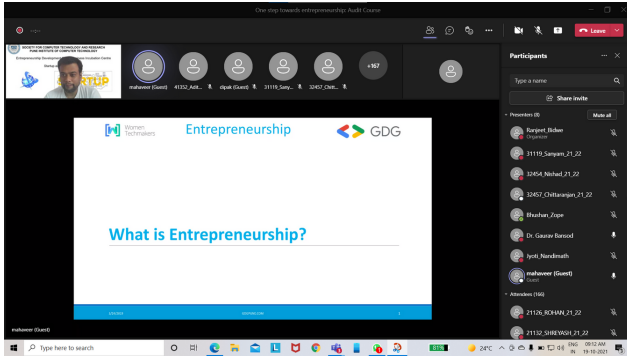 One step towards entrepreneurship: Audit Course
Leave
SOCIETY FOR COMPUTER TECHNOLOGY AND RESEARCH
PUNE INSTITUTE OF COMPUTER TECHNOLOGY
mahaveer (Guest)
41352_Adit...
dipak (Guest)
31119_Sany...
32457_Chitt...
+167
Participants
Type a name
Share invite
Presenters (8)
Mute all
Ranjeet_Bidwe
Organizer
31119_Sanyam_21_22
32454_Nishad_21_22
32457_Chittaranjan_21_22
Bhushan_Zope
Dr. Gaurav Bansod
Jyoti_Nandimath
mahaveer (Guest)
Guest
Attendees (166)
21126_ROHAN_21_22
21132_SHREYASH_21_22
Women
Techmakers
Entrepreneurship
GDG
What is Entrepreneurship?
mahaveer (Guest)
Type here to search
24°C
ENG
IN
09:12 AM
19-10-2021